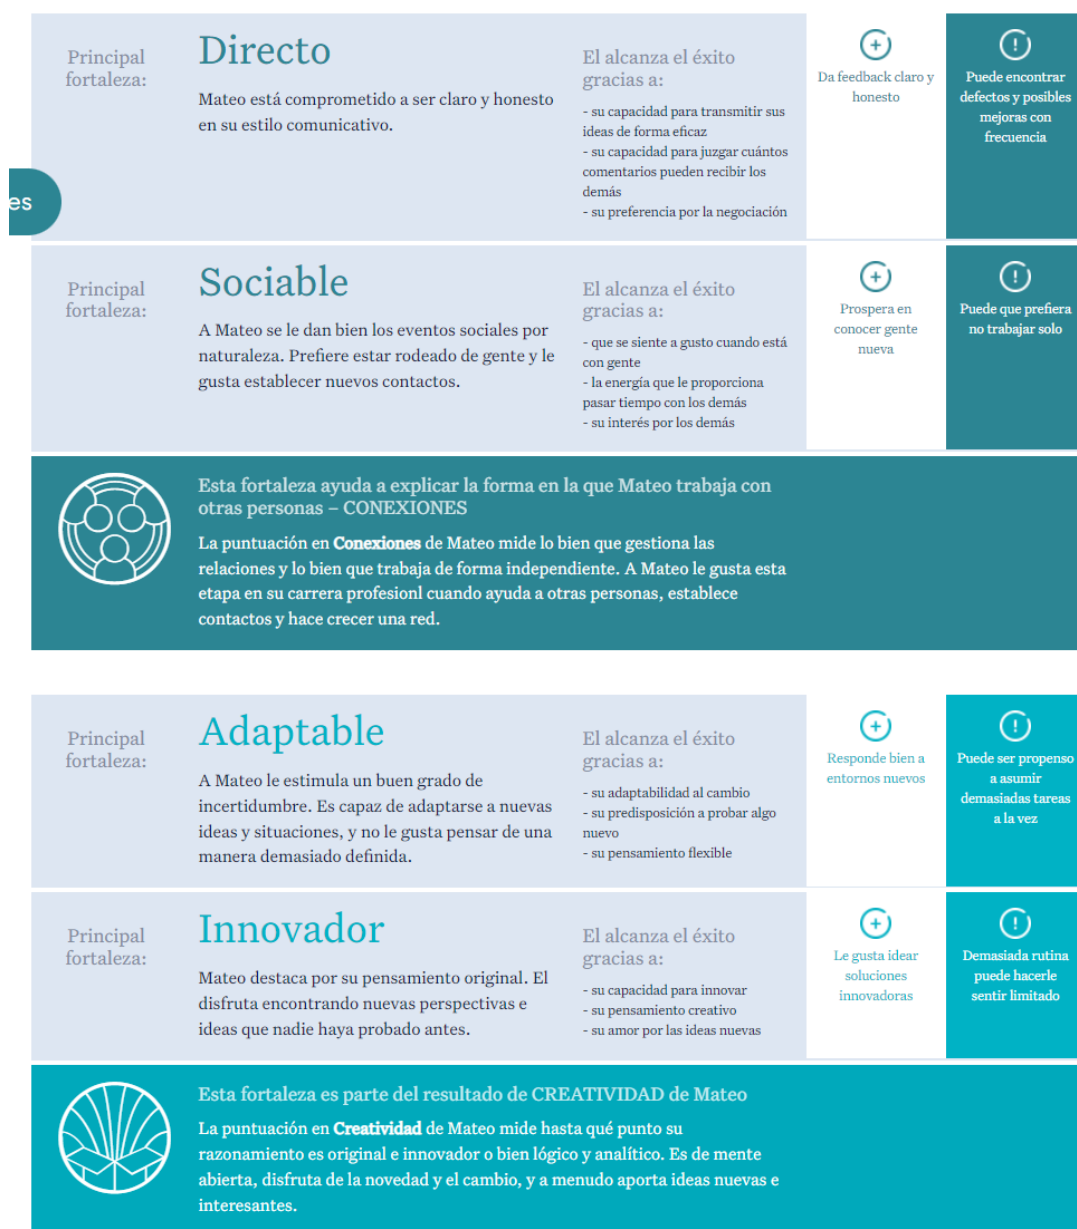 Principal
fortaleza:
Directo
Mateo está comprometido a ser claro y honesto
en su estilo comunicativo.
El alcanza el éxito
gracias a:
- su capacidad para transmitir sus
ideas de forma eficaz
- su capacidad para juzgar cuántos
comentarios pueden recibir los
demás
- su preferencia por la negociación
Da feedback claro y
honesto
Puede encontrar
defectos y posibles
mejoras con
frecuencia
es
Principal
fortaleza:
Sociable
A Mateo se le dan bien los eventos sociales por
naturaleza. Prefiere estar rodeado de gente y le
gusta establecer nuevos contactos.
El alcanza el éxito
gracias a:
- que se siente a gusto cuando está
con gente
- la energía que le proporciona
pasar tiempo con los demás
- su interés por los demás
Prospera en
conocer gente
nueva
Puede que prefiera
no trabajar solo
Esta fortaleza ayuda a explicar la forma en la que Mateo trabaja con
otras personas – CONEXIONES
La puntuación en Conexiones de Mateo mide lo bien que gestiona las
relaciones y lo bien que trabaja de forma independiente. A Mateo le gusta esta
etapa en su carrera profesionl cuando ayuda a otras personas, establece
contactos y hace crecer una red.
Principal
fortaleza:
Adaptable
A Mateo le estimula un buen grado de
incertidumbre. Es capaz de adaptarse a nuevas
ideas y situaciones, y no le gusta pensar de una
manera demasiado definida.
El alcanza el éxito
gracias a:
- su adaptabilidad al cambio
- su predisposición a probar algo
nuevo
- su pensamiento flexible
Responde bien a
entornos nuevos
Puede ser propenso
a asumir
demasiadas tareas
a la vez
Principal
fortaleza:
Innovador
Mateo destaca por su pensamiento original. El
disfruta encontrando nuevas perspectivas e
ideas que nadie haya probado antes.
El alcanza el éxito
gracias a:
- su capacidad para innovar
- su pensamiento creativo
- su amor por las ideas nuevas
Le gusta idear
soluciones
innovadoras
Demasiada rutina
puede hacerle
sentir limitado
Esta fortaleza es parte del resultado de CREATIVIDAD de Mateo
La puntuación en Creatividad de Mateo mide hasta qué punto su
razonamiento es original e innovador o bien lógico y analítico. Es de mente
abierta, disfruta de la novedad y el cambio, y a menudo aporta ideas nuevas e
interesantes.